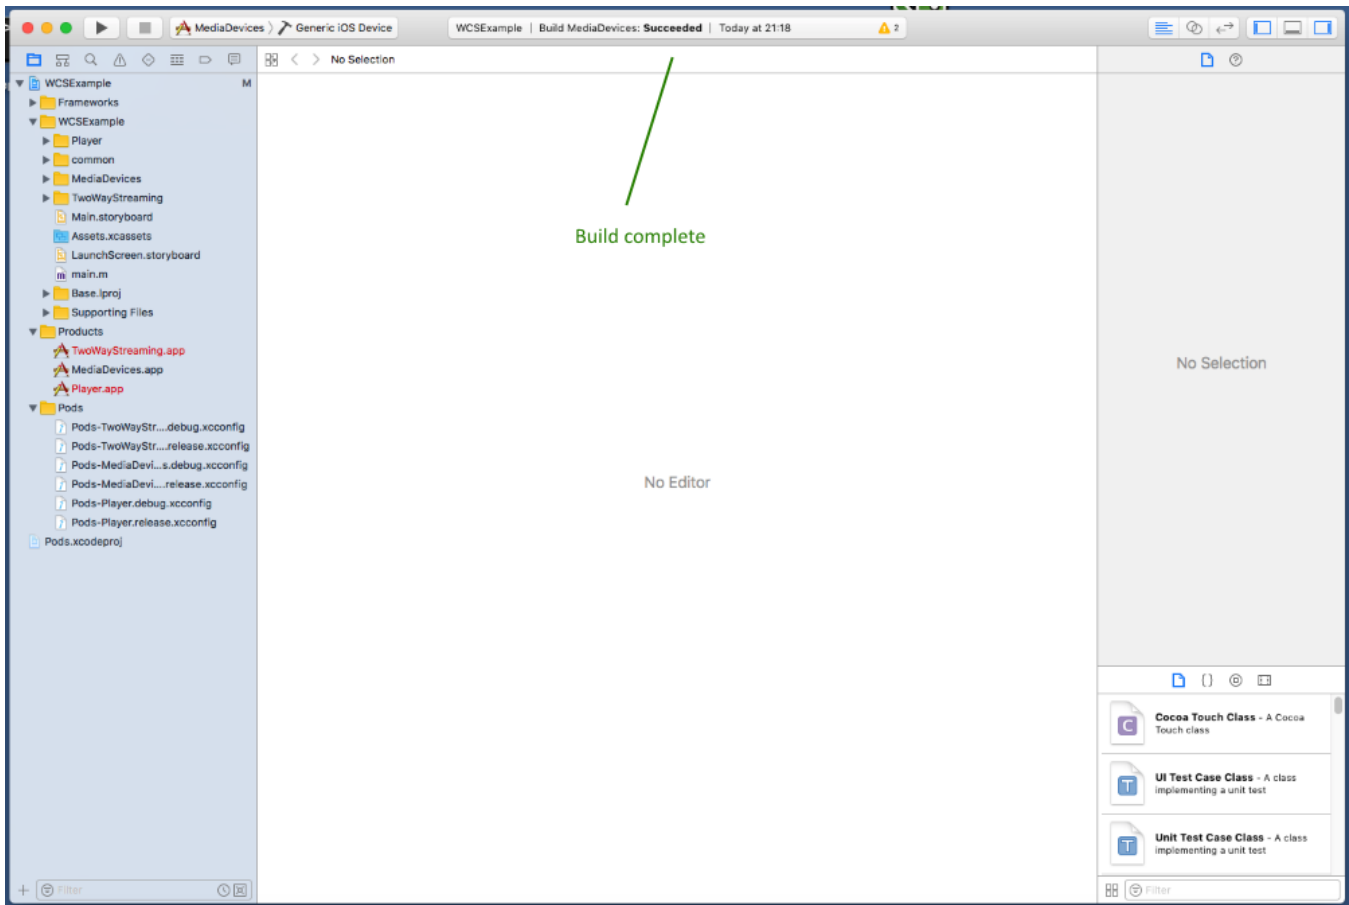 MediaDevices
Generic iOS Device
WCSExample | Build MediaDevices: Succeeded | Today at 21:18
2
No Selection
WCSExample M
Frameworks
WCSExample
Player
common
MediaDevices
TwoWayStreaming
Main.storyboard
Assets.xcassets
LaunchScreen.storyboard
m main.m
Base.lproj
Supporting Files
Products
TwoWayStreaming.app
MediaDevices.app
Player.app
Pods
Pods-TwoWayStr....debug.xcconfig
Pods-TwoWayStr....release.xcconfig
Pods-MediaDevi...s.debug.xcconfig
Pods-MediaDevi....release.xcconfig
Pods-Player.debug.xcconfig
Pods-Player.release.xcconfig
Pods.xcodeproj
Filter
Build complete
No Editor
No Selection
C
Cocoa Touch Class - A Cocoa
Touch class
T
UI Test Case Class - A class
implementing a unit test
T
Unit Test Case Class - A class
implementing a unit test
Filter